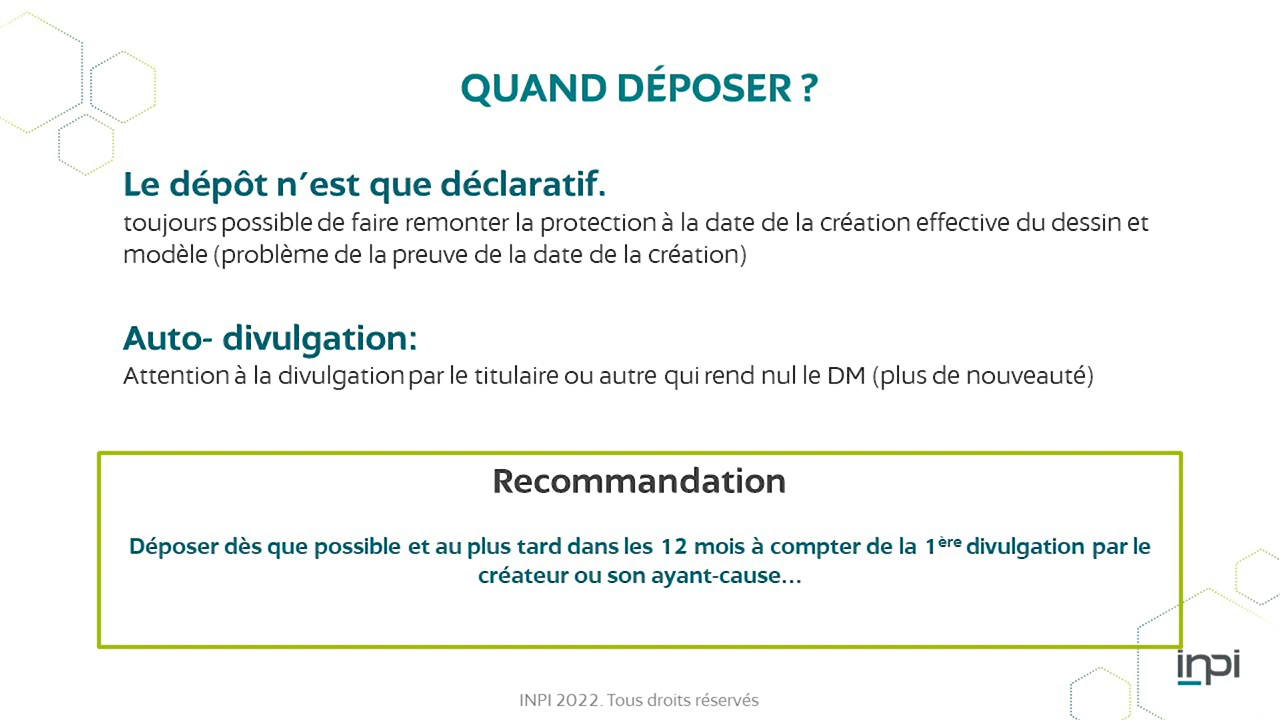 QUAND DÉPOSER ?
Le dépôt n’est que déclaratif.
toujours possible de faire remonter la protection à la date de la création effective du dessin et
modèle (problème de la preuve de la date de la création)
Auto- divulgation:
Attention à la divulgation par le titulaire ou autre qui rend nul le DM (plus de nouveauté)
Recommandation
Déposer dès que possible et au plus tard dans les 12 mois à compter de la 1ère divulgation par le
créateur ou son ayant-cause...
inpi
INPI 2022. Tous droits réservés